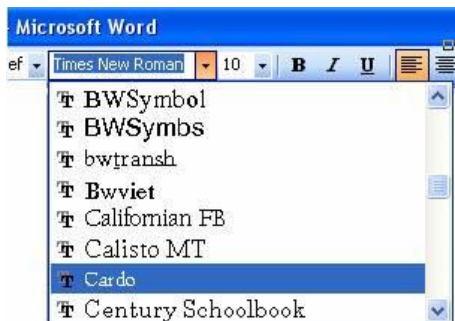 Microsoft Word
ef Times New Roman 10 B I U
BWSymbol
BWSymbs
bwtransh
Bwviet
Californian FB
Calisto MT
Cardo
Century Schoolbook